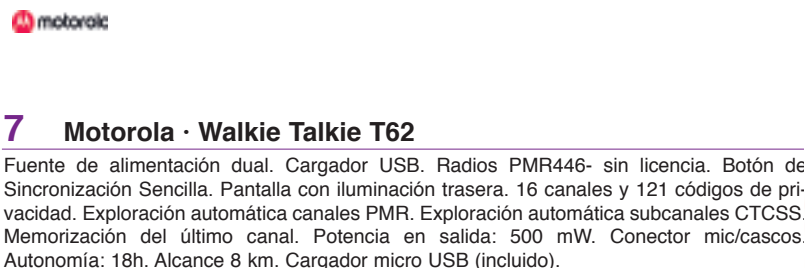 motorola
7 Motorola · Walkie Talkie T62
Fuente de alimentación dual. Cargador USB. Radios PMR446- sin licencia. Botón de
Sincronización Sencilla. Pantalla con iluminación trasera. 16 canales y 121 códigos de pri-
vacidad. Exploración automática canales PMR. Exploración automática subcanales CTCSS.
Memorización del último canal. Potencia en salida: 500 mW. Conector mic/cascos.
Autonomía: 18h. Alcance 8 km. Cargador micro USB (incluido).